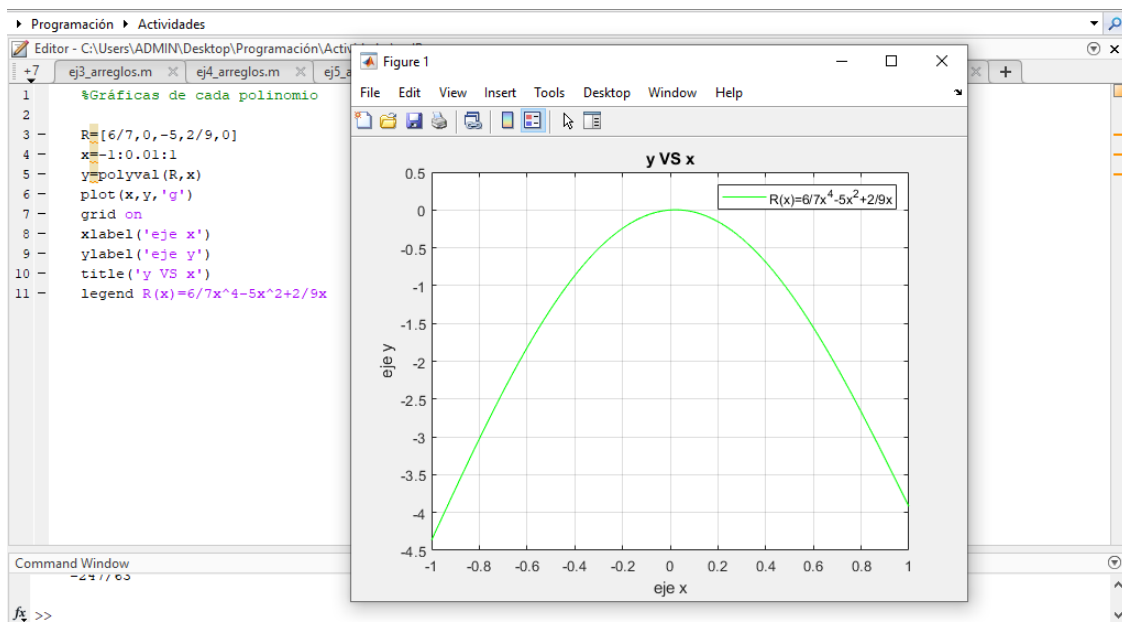 Programación Actividades
Editor - C:\Users\ADMIN\Desktop\Programación\Acti
+7 ej3_arreglos.m ej4_arreglos.m ej5_a
1 %Gráficas de cada polinomio
2
3 - R=[6/7,0,-5,2/9,0]
4 - x=-1:0.01:1
5 - y=polyval(R,x)
6 - plot(x,y,'g')
7 - grid on
8 - xlabel('eje x')
9 - ylabel('eje y')
10 - title('y VS x')
11 - legend R(x)=6/7x^4-5x^2+2/9x
Figure 1
File Edit View Insert Tools Desktop Window Help
y VS x
R(x)=6/7x⁴-5x²+2/9x
0.5
0
-0.5
-1
-1.5
-2
-2.5
-3
-3.5
-4
-4.5
eje y
-1 -0.8 -0.6 -0.4 -0.2 0 0.2 0.4 0.6 0.8 1
eje x
Command Window
-247/63
fx >>